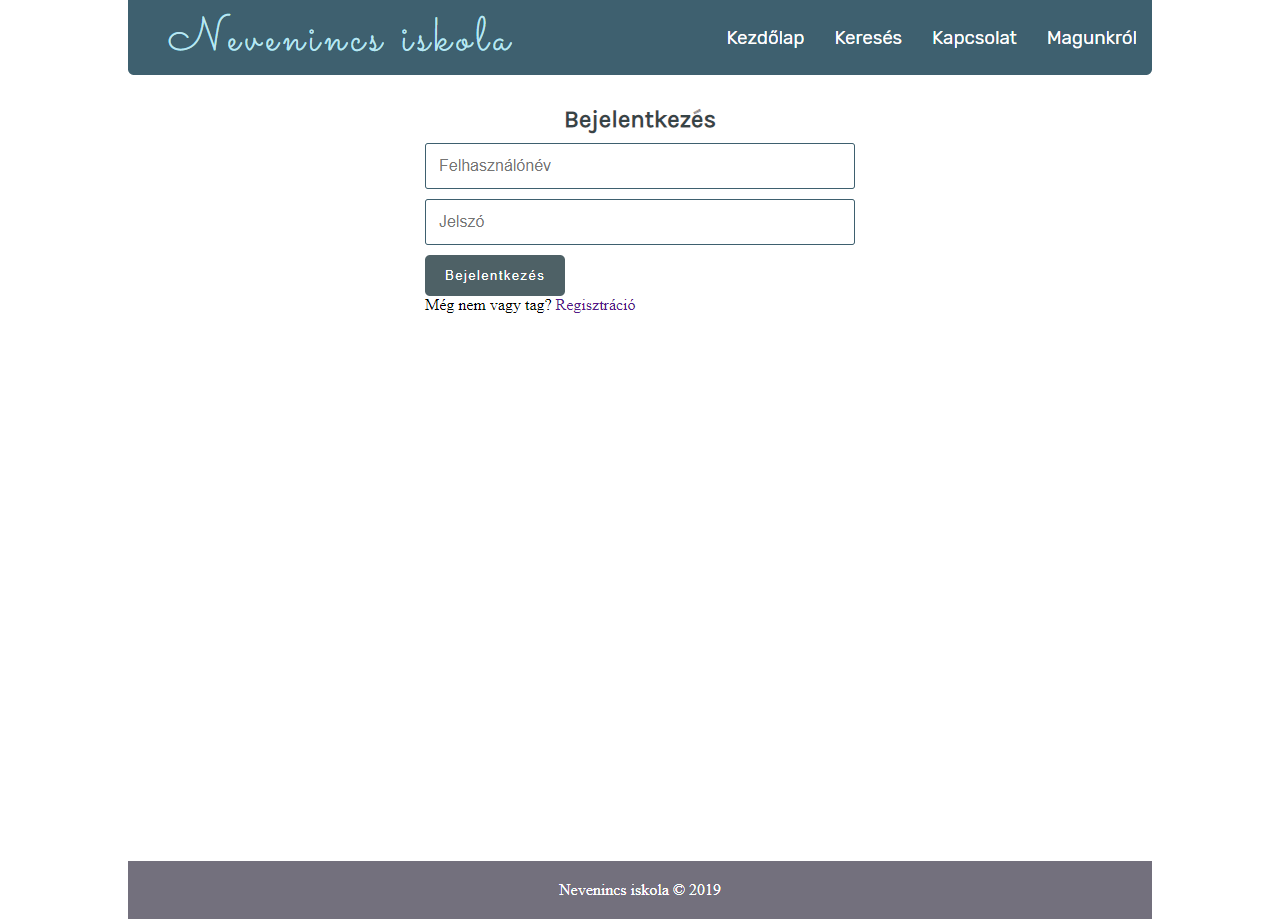 Nevenincs iskola
Kezdőlap Keresés Kapcsolat Magunkról
Bejelentkezés
Felhasználónév
Jelszó
Bejelentkezés
Még nem vagy tag? Regisztráció
Nevenincs iskola © 2019